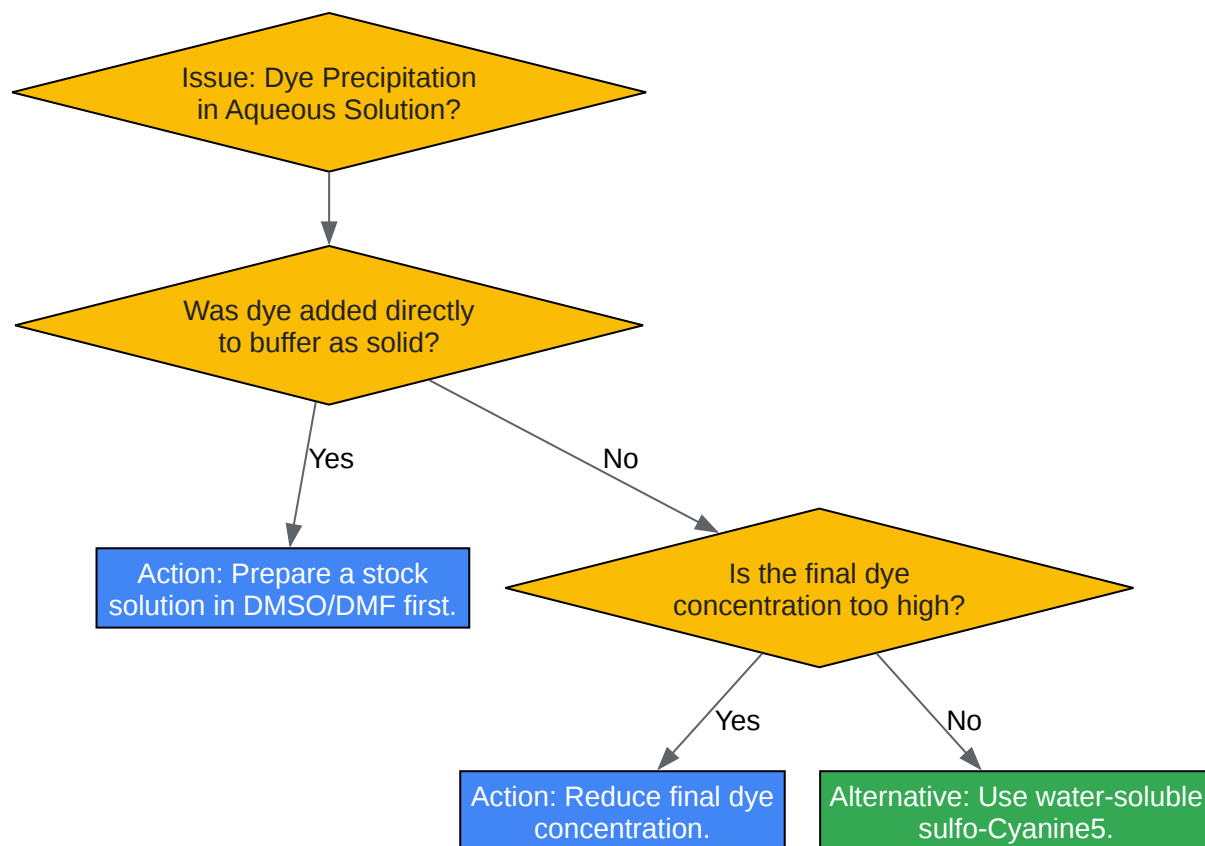 Issue: Dye Precipitation
in Aqueous Solution?
Was dye added directly
to buffer as solid?
Yes
No
Action: Prepare a stock
solution in DMSO/DMF first.
Is the final dye
concentration too high?
Yes
No
Action: Reduce final dye
concentration.
Alternative: Use water-soluble
sulfo-Cyanine5.